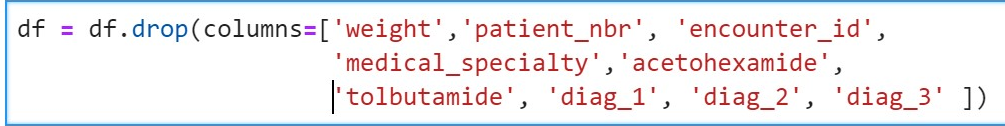 df = df.drop(columns=['weight','patient_nbr', 'encounter_id',
'medical_specialty','acetohexamide',
'tolbutamide', 'diag_1', 'diag_2', 'diag_3' ])